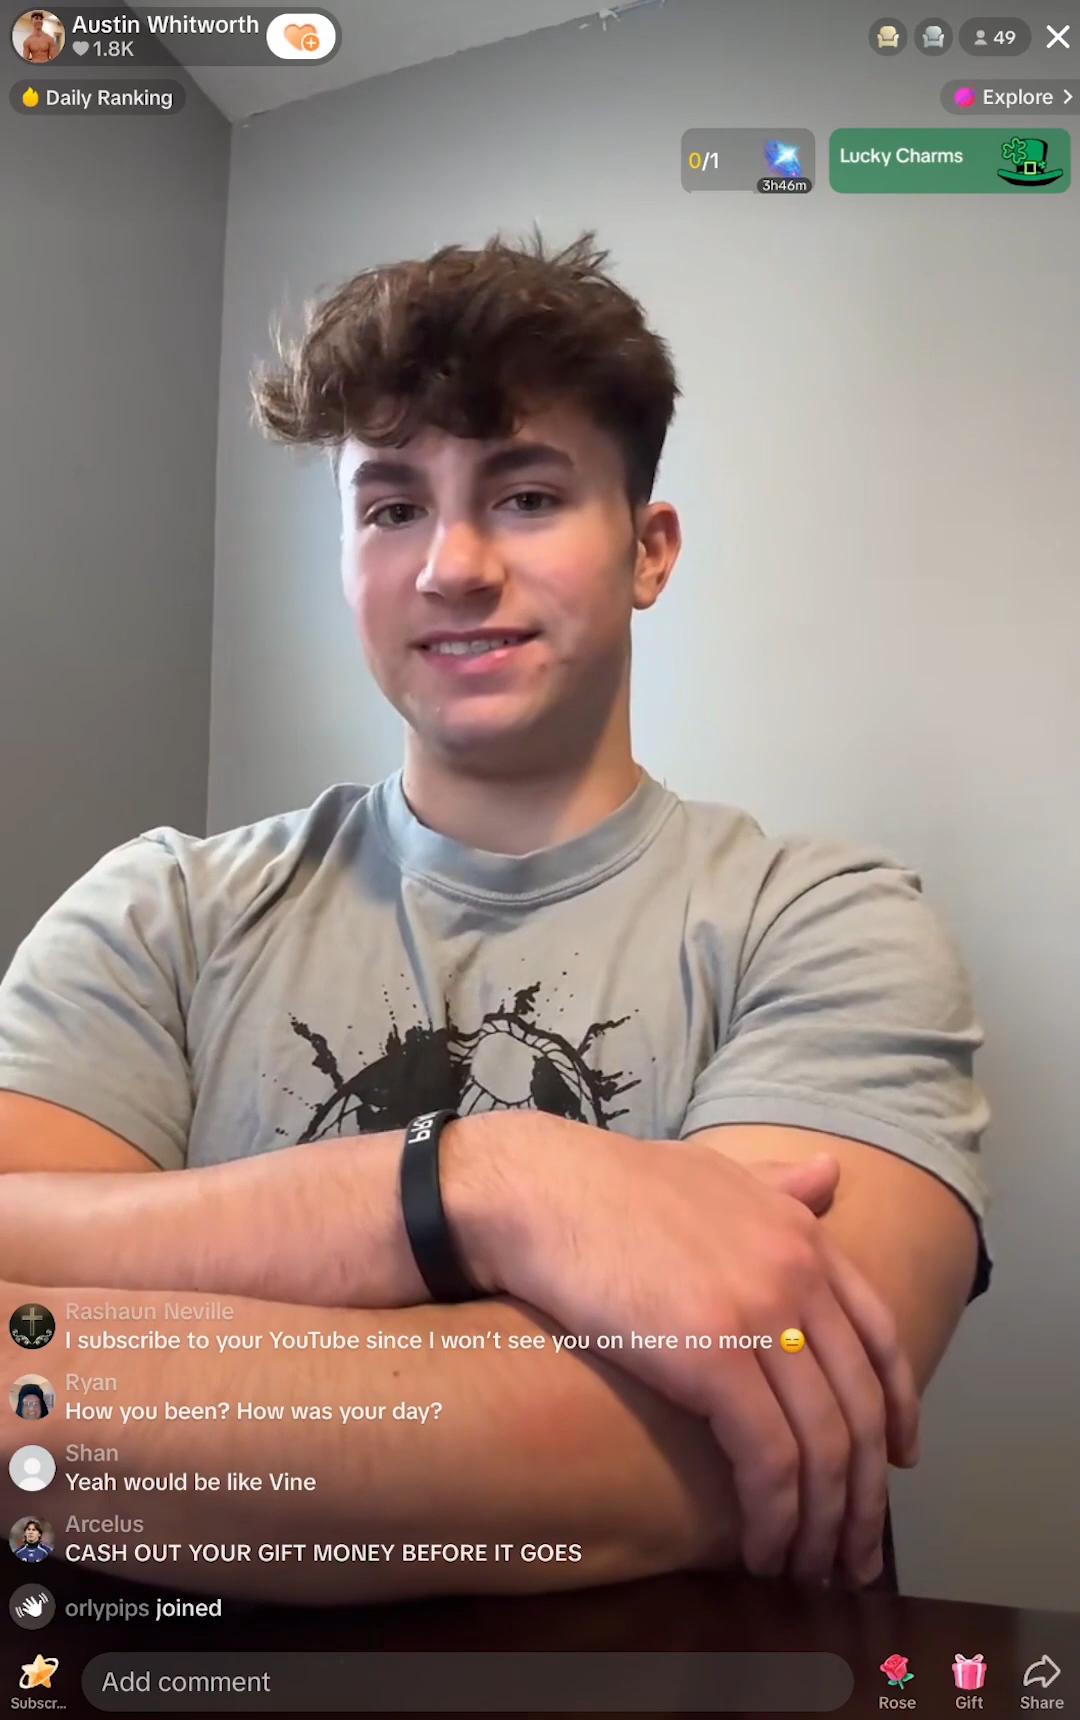 Austin Whitworth
1.8K
49
Daily Ranking
Explore >
0/1
3h46m
Lucky Charms
Rashaun Neville
I subscribe to your YouTube since I won’t see you on here no more 😑
Ryan
How you been? How was your day?
Shan
Yeah would be like Vine
Arcelus
CASH OUT YOUR GIFT MONEY BEFORE IT GOES
orlypips joined
Subscr...
Add comment
Rose
Gift
Share